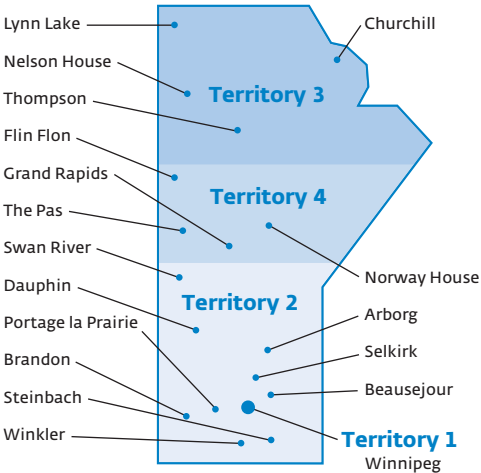 Lynn Lake
Nelson House
Thompson
Flin Flon
Grand Rapids
The Pas
Swan River
Dauphin
Portage la Prairie
Brandon
Steinbach
Winkler
Territory 3
Territory 4
Territory 2
Churchill
Norway House
Arborg
Selkirk
Beausejour
Territory 1
Winnipeg